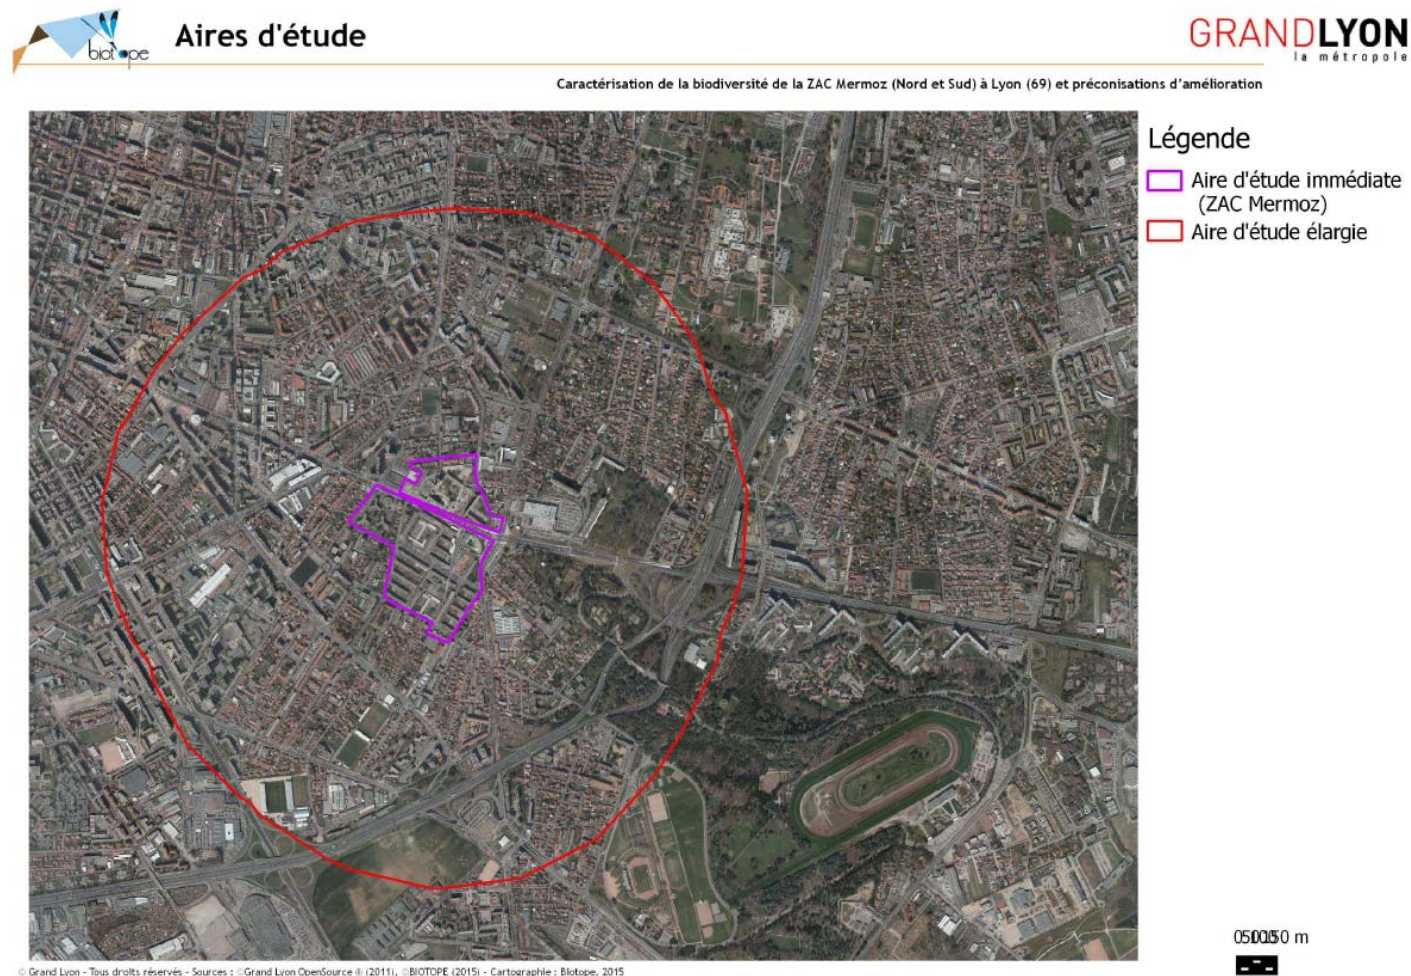 biotope
Aires d'étude
GRANDLYON
la métropole
Caractérisation de la biodiversité de la ZAC Mermoz (Nord et Sud) à Lyon (69) et préconisations d'amélioration
Légende
Aire d'étude immédiate
(ZAC Mermoz)
Aire d'étude élargie
© Grand Lyon - Tous droits réservés - Sources : ©Grand Lyon OpenSource ® (2011), ©BIOTOPE (2015) - Cartographie : Biotope, 2015